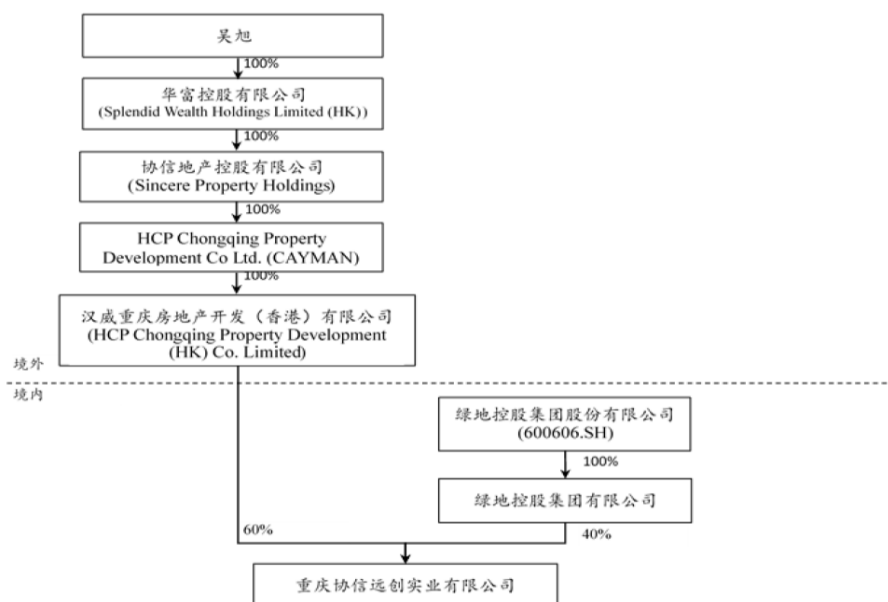 吴旭
100%
华富控股有限公司
(Splendid Wealth Holdings Limited (HK))
100%
协信地产控股有限公司
(Sincere Property Holdings)
100%
HCP Chongqing Property
Development Co Ltd. (CAYMAN)
100%
汉威重庆房地产开发（香港）有限公司
(HCP Chongqing Property Development
(HK) Co. Limited)
境外
境内
绿地控股集团股份有限公司
(600606.SH)
100%
绿地控股集团有限公司
60%
40%
重庆协信远创实业有限公司